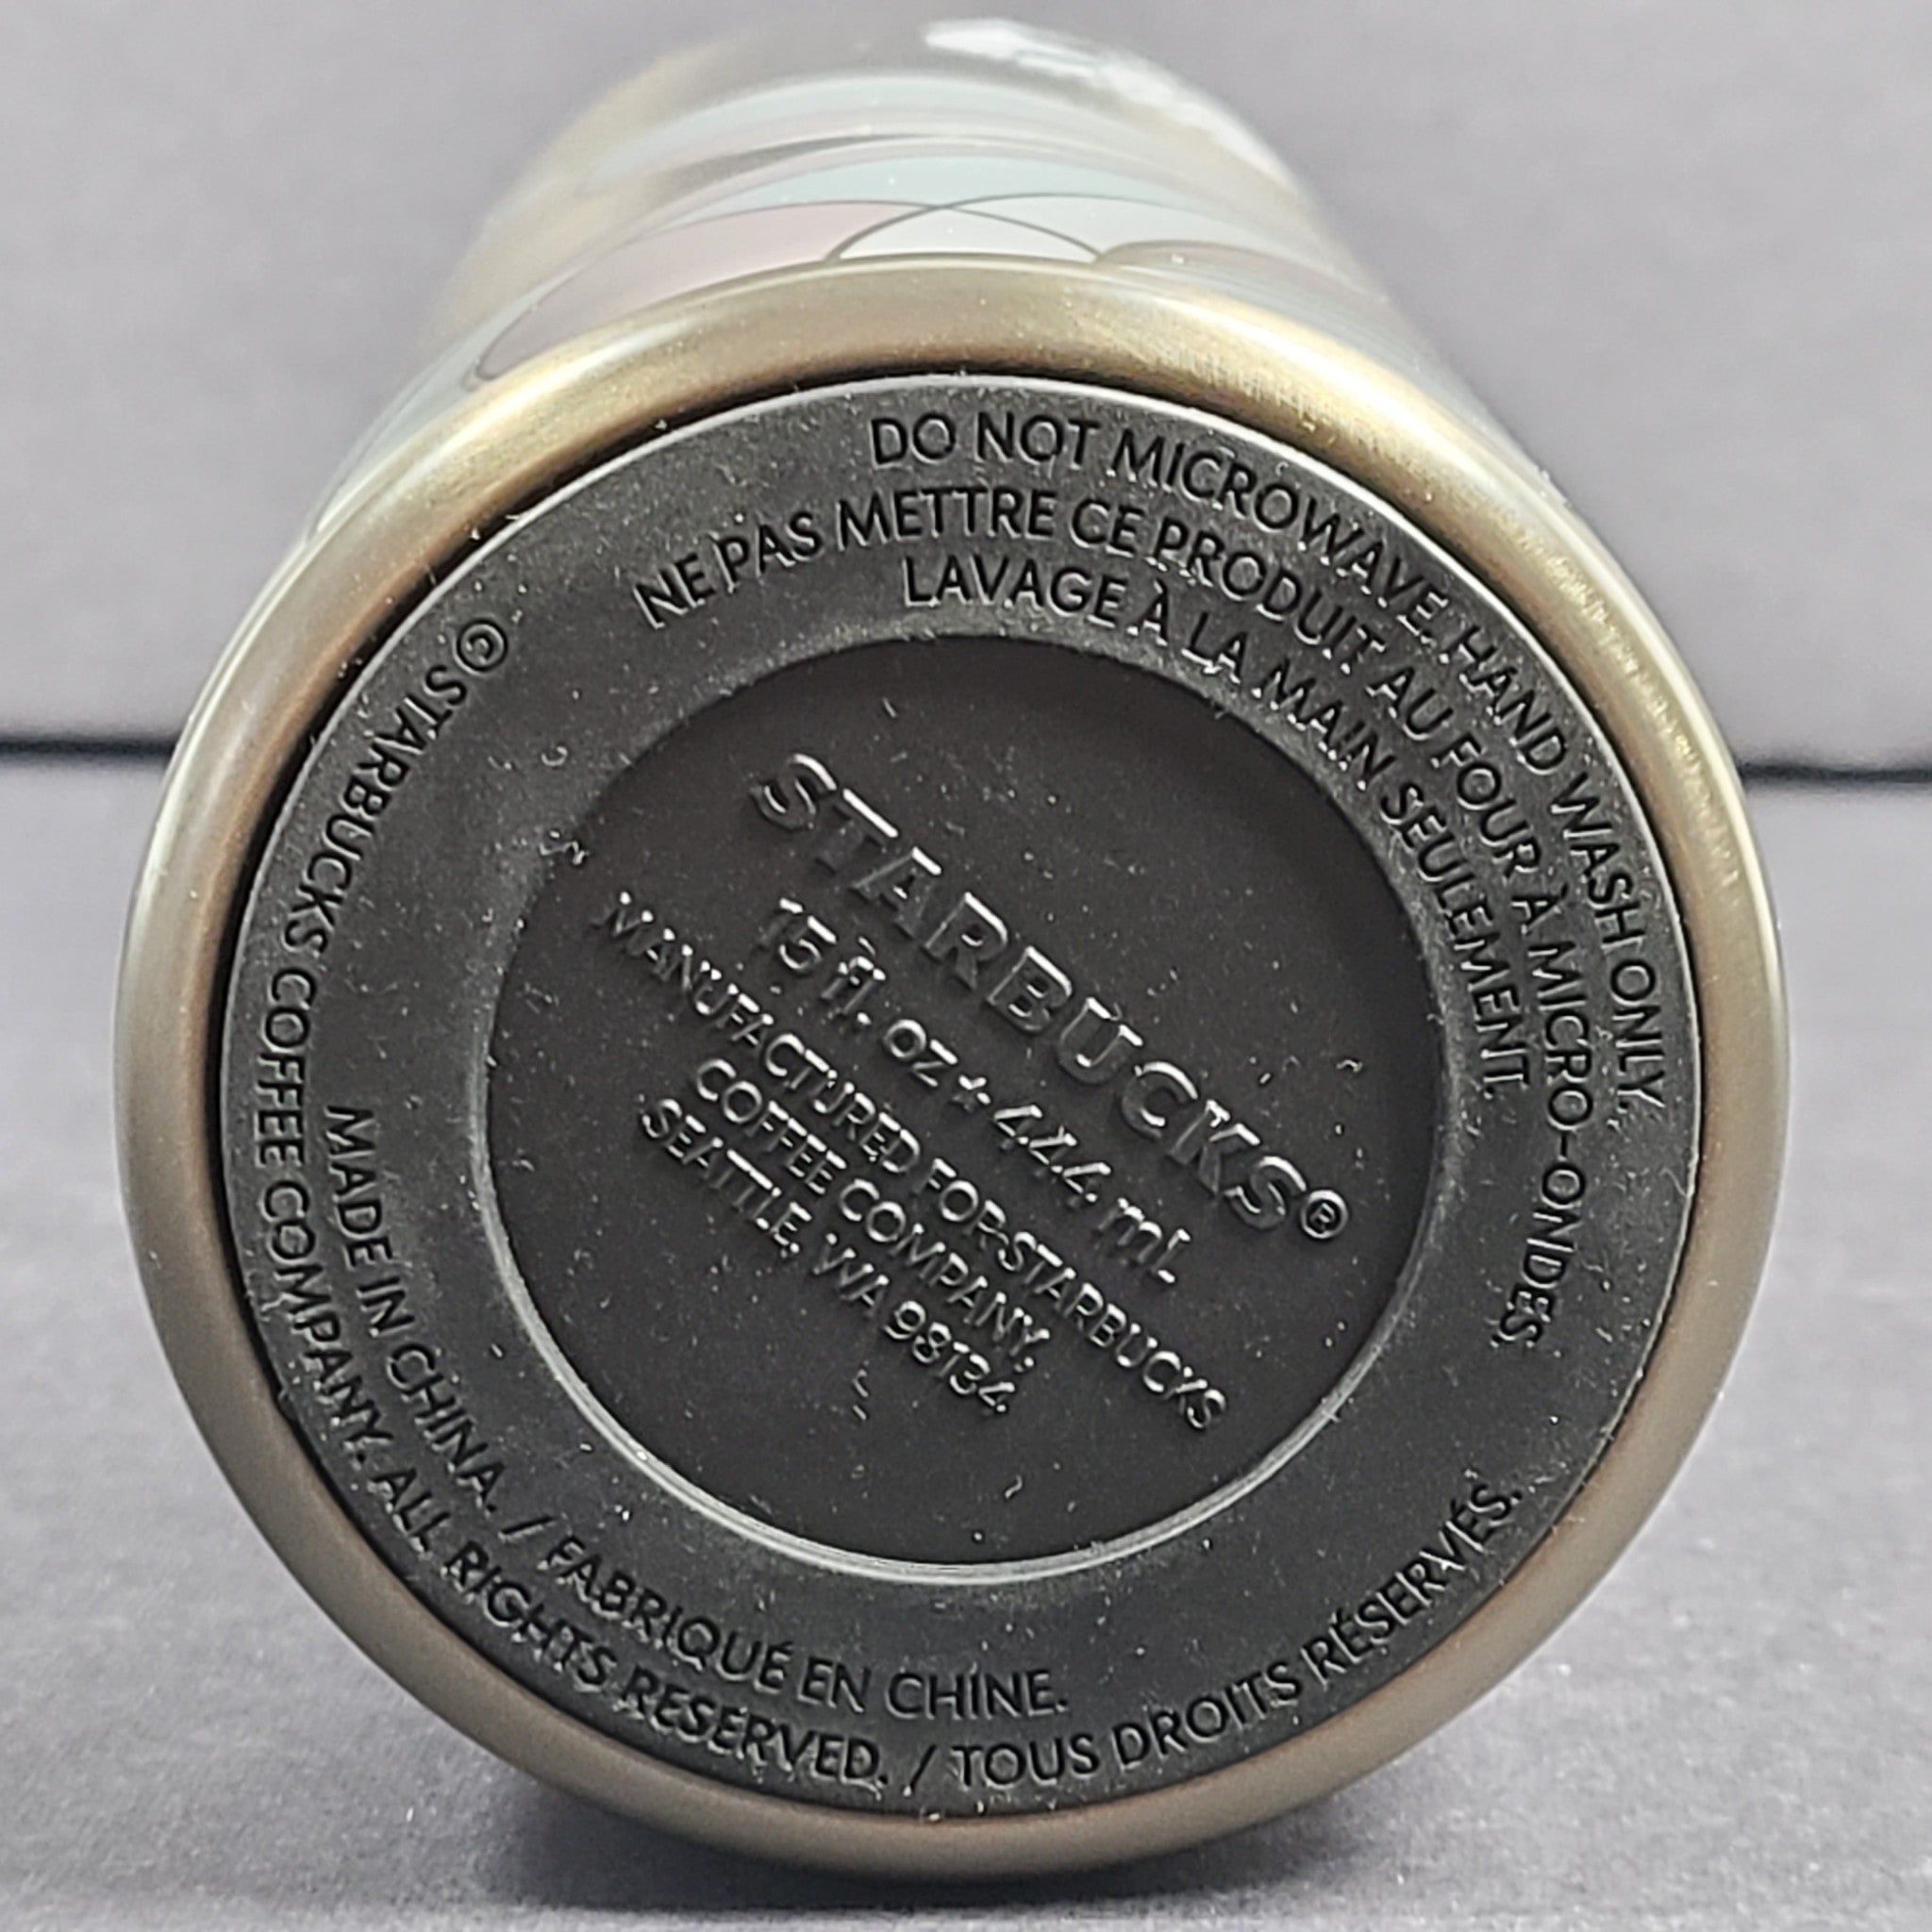 DO NOT MICROWAVE. HAND WASH ONLY.
NE PAS METTRE CE PRODUIT AU FOUR À MICRO-ONDES.
LAVAGE À LA MAIN SEULEMENT.
STARBUCKS®
15 fl. oz ★ 444 mL
MANUFACTURED FOR STARBUCKS
COFFEE COMPANY,
SEATTLE, WA 98134.
MADE IN CHINA. / FABRIQUÉ EN CHINE.
© STARBUCKS COFFEE COMPANY. ALL RIGHTS RESERVED. / TOUS DROITS RÉSERVÉS.